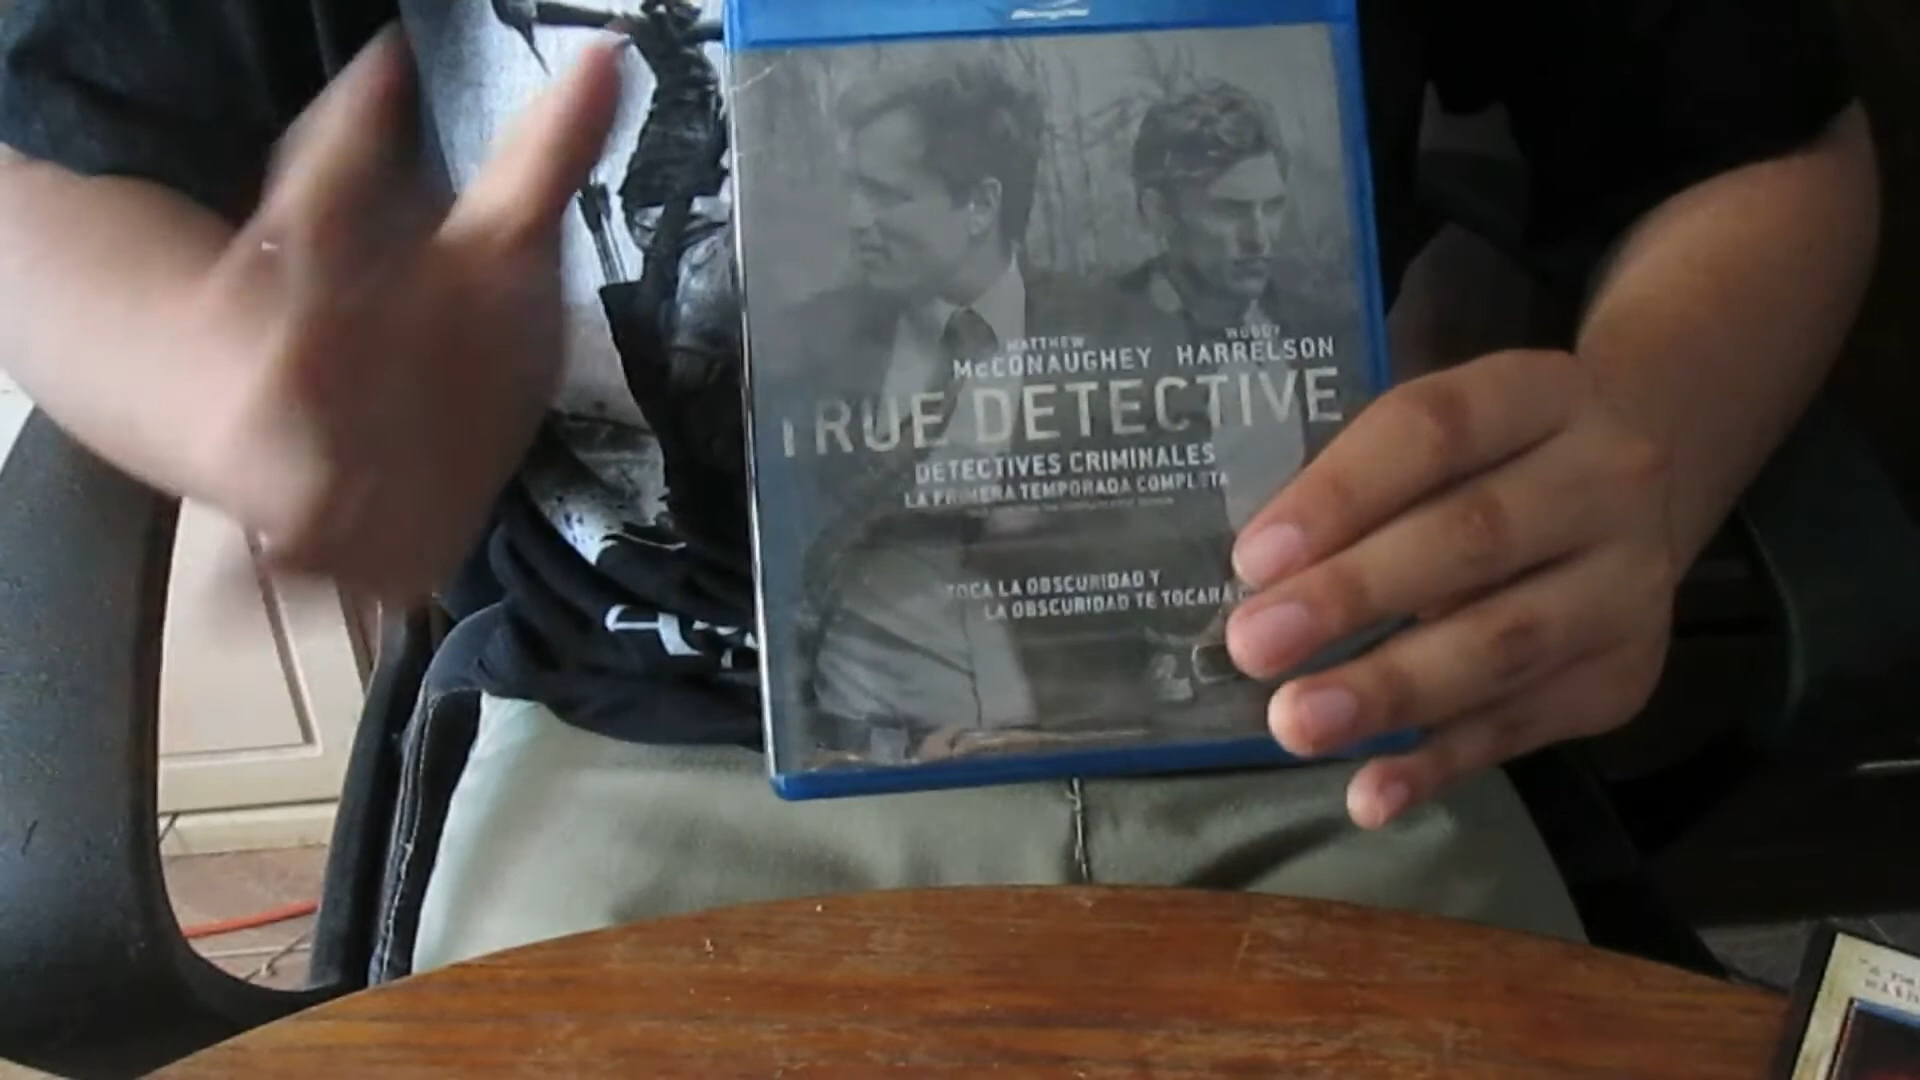 MATTHEW WOODY
McCONAUGHEY HARRELSON
TRUE DETECTIVE
DETECTIVES CRIMINALES
LA PRIMERA TEMPORADA COMPLETA
TOCA LA OBSCURIDAD Y
LA OBSCURIDAD TE TOCARÁ